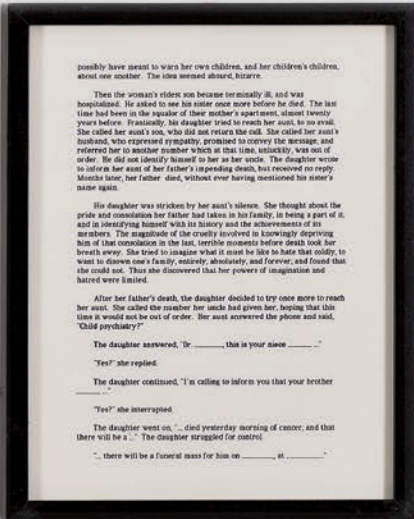 possibly have meant to warn her own children, and her children's children,
about one another. The idea seemed absurd, bizarre.
Then the woman's eldest son became terminally ill, and was
hospitalized. He asked to see his sister once more before he died. The last
time had been in the squalor of their mother's apartment, almost twenty
years before. Frantically, his daughter tried to reach her aunt, to no avail.
She called her aunt's son, who did not return the call. She called her aunt's
husband, who expressed sympathy, promised to convey the message, and
referred her to another number which at that time, unluckily, was out of
order. He did not identify himself to her as her uncle. The daughter wrote
to inform her aunt of her father's impending death, but received no reply.
Months later, her father died, without ever having mentioned his sister's
name again.
His daughter was stricken by her aunt's silence. She thought about the
pride and consolation her father had taken in his family, in being a part of it,
and in identifying himself with its history and the achievements of its
members. The magnitude of the cruelty involved in knowingly depriving
him of that consolation in the last, terrible moments before death took her
breath away. She tried to imagine what it must be like to hate that coldly, to
want to disown one's family, entirely, absolutely, and forever; and found that
she could not. Thus she discovered that her powers of imagination and
hatred were limited.
After her father's death, the daughter decided to try once more to reach
her aunt. She called the number her uncle had given her, hoping that this
time it would not be out of order. Her aunt answered the phone and said,
"Child psychiatry?"
The daughter answered, "Dr. ______, this is your niece ______ ..."
"Yes?" she replied.
The daughter continued, "I'm calling to inform you that your brother
______ ..."
"Yes?" she interrupted.
The daughter went on, "... died yesterday morning of cancer; and that
there will be a ..." The daughter struggled for control.
"... there will be a funeral mass for him on ______, at ______."